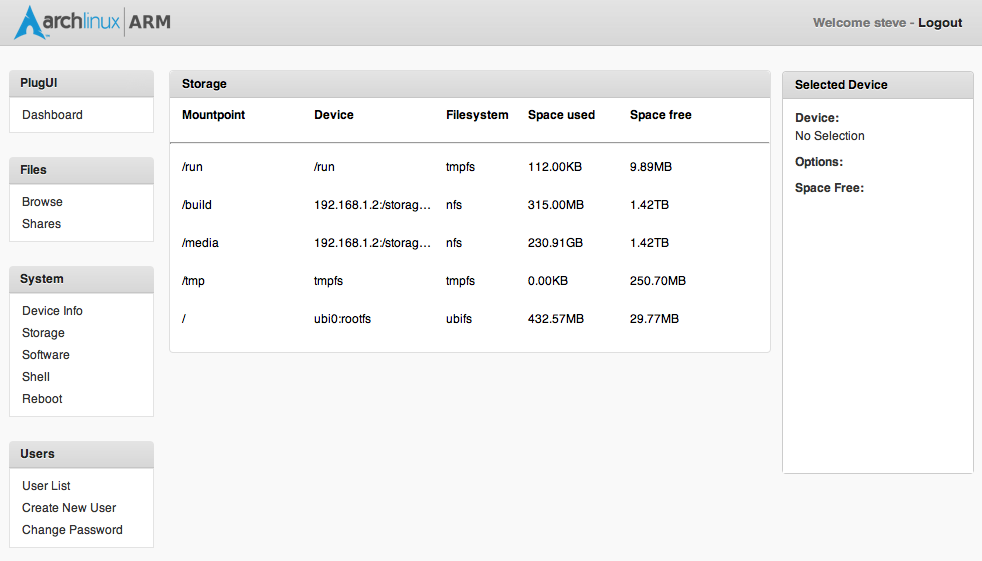 archlinux ARM
Welcome steve - Logout
PlugUI
Dashboard
Files
Browse
Shares
System
Device Info
Storage
Software
Shell
Reboot
Users
User List
Create New User
Change Password
Storage
Mountpoint Device Filesystem Space used Space free
/run /run tmpfs 112.00KB 9.89MB
/build 192.168.1.2:/storag... nfs 315.00MB 1.42TB
/media 192.168.1.2:/storag... nfs 230.91GB 1.42TB
/tmp tmpfs tmpfs 0.00KB 250.70MB
/ ubi0:rootfs ubifs 432.57MB 29.77MB
Selected Device
Device:
No Selection
Options:
Space Free: